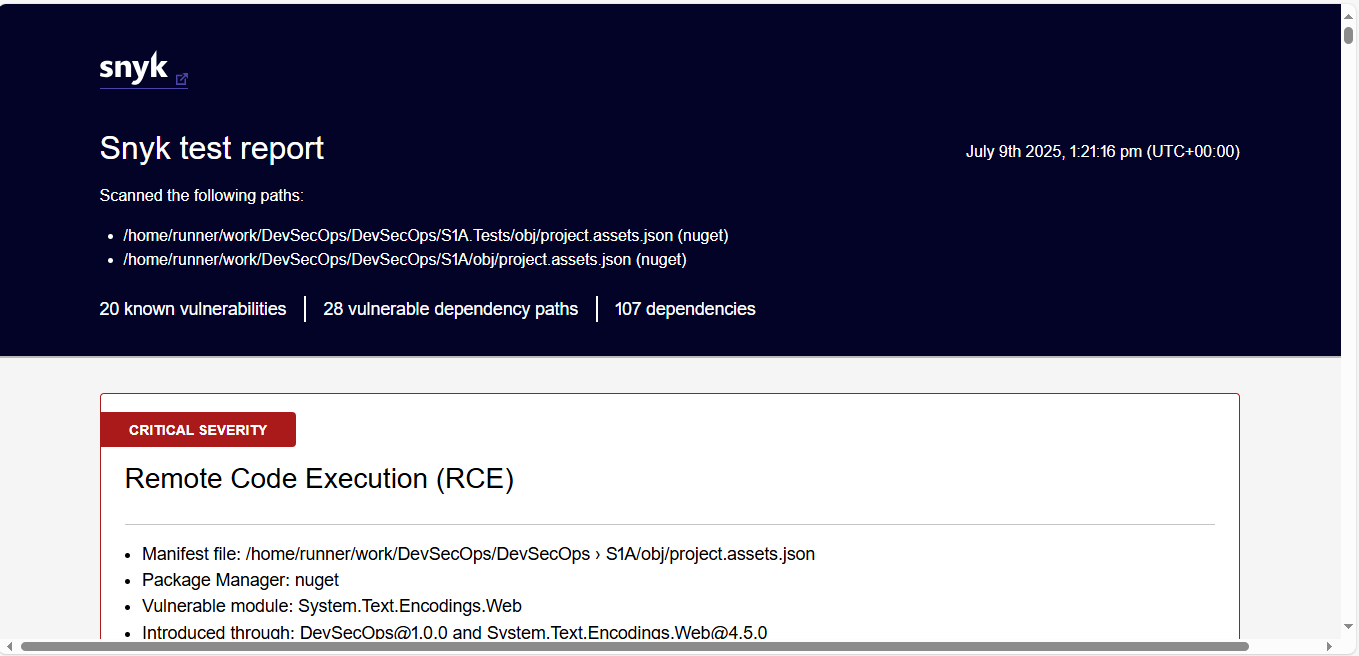 snyk
Snyk test report
July 9th 2025, 1:21:16 pm (UTC+00:00)
Scanned the following paths:
/home/runner/work/DevSecOps/DevSecOps/S1A.Tests/obj/project.assets.json (nuget)
/home/runner/work/DevSecOps/DevSecOps/S1A/obj/project.assets.json (nuget)
20 known vulnerabilities
28 vulnerable dependency paths
107 dependencies
CRITICAL SEVERITY
Remote Code Execution (RCE)
Manifest file: /home/runner/work/DevSecOps/DevSecOps › S1A/obj/project.assets.json
Package Manager: nuget
Vulnerable module: System.Text.Encodings.Web
Introduced through: DevSecOps@1.0.0 and System.Text.Encodings.Web@4.5.0